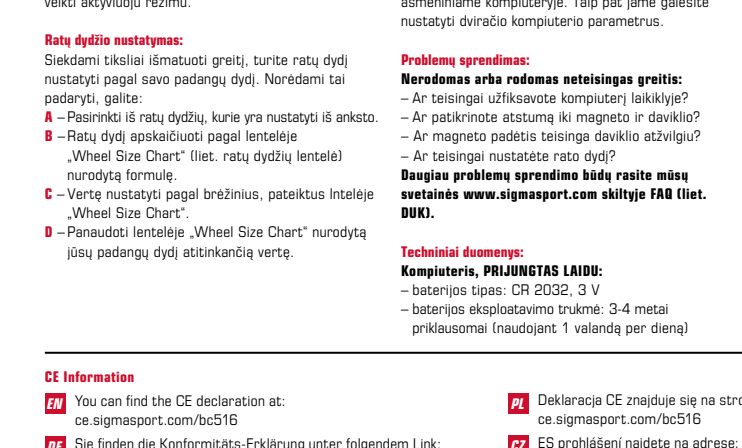 veikti aktyviuoju režimu.
Ratų dydžio nustatymas:
Siekdami tiksliai išmatuoti greitį, turite ratų dydį
nustatyti pagal savo padangų dydį. Norėdami tai
padaryti, galite:
A – Pasirinkti iš ratų dydžių, kurie yra nustatyti iš anksto.
B – Ratų dydį apskaičiuoti pagal lentelėje
„Wheel Size Chart“ (liet. ratų dydžių lentelė)
nurodytą formulę.
C – Vertę nustatyti pagal brėžinius, pateiktus lntelėje
„Wheel Size Chart“.
D – Panaudoti lentelėje „Wheel Size Chart“ nurodytą
jūsų padangų dydį atitinkančią vertę.
asmeniniame kompiuteryje. Taip pat jame galėsite
nustatyti dviračio kompiuterio parametrus.
Problemų sprendimas:
Nerodomas arba rodomas neteisingas greitis:
– Ar teisingai užfiksavote kompiuterį laikiklyje?
– Ar patikrinote atstumą iki magneto ir daviklio?
– Ar magneto padėtis teisinga daviklio atžvilgiu?
– Ar teisingai nustatėte rato dydį?
Daugiau problemų sprendimo būdų rasite mūsų
svetainės www.sigmasport.com skiltyje FAQ (liet.
DUK).
Techniniai duomenys:
Kompiuteris, PRIJUNGTAS LAIDU:
– baterijos tipas: CR 2032, 3 V
– baterijos eksploatavimo trukmė: 3-4 metai
priklausomai (naudojant 1 valandą per dieną)
CE Information
EN You can find the CE declaration at:
ce.sigmasport.com/bc516
DE Sie finden die Konformitäts-Erklärung unter folgendem Link:
PL Deklaracja CE znajduje się na stro
ce.sigmasport.com/bc516
CZ ES prohlášení najdete na adrese: